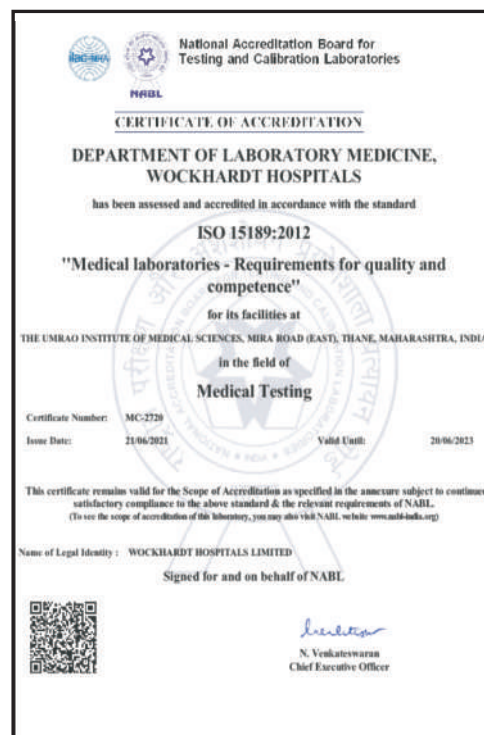 ilac-MRA
NABL
National Accreditation Board for
Testing and Calibration Laboratories
CERTIFICATE OF ACCREDITATION
DEPARTMENT OF LABORATORY MEDICINE,
WOCKHARDT HOSPITALS
has been assessed and accredited in accordance with the standard
ISO 15189:2012
"Medical laboratories - Requirements for quality and
competence"
for its facilities at
THE UMRAO INSTITUTE OF MEDICAL SCIENCES, MIRA ROAD (EAST), THANE, MAHARASHTRA, INDIA
in the field of
Medical Testing
Certificate Number: MC-2720
Issue Date: 21/06/2021 Valid Until: 20/06/2023
This certificate remains valid for the Scope of Accreditation as specified in the annexure subject to continued
satisfactory compliance to the above standard & the relevant requirements of NABL.
(To see the scope of accreditation of this laboratory, you may also visit NABL website www.nabl-india.org)
Name of Legal Identity : WOCKHARDT HOSPITALS LIMITED
Signed for and on behalf of NABL
N. Venkateswaran
Chief Executive Officer